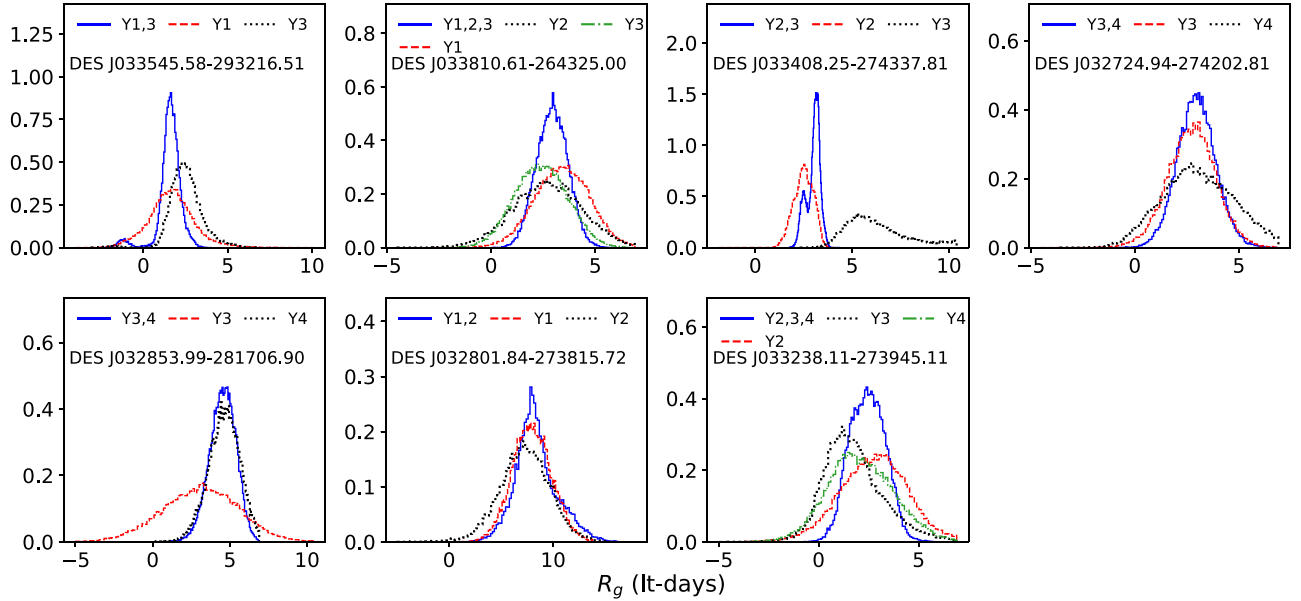 Y1,3 Y1 Y3
DES J033545.58-293216.51
1.25
1.00
0.75
0.50
0.25
0.00
0 5 10
Y1,2,3 Y2 Y3
Y1
DES J033810.61-264325.00
0.8
0.6
0.4
0.2
0.0
−5 0 5
Y2,3 Y2 Y3
DES J033408.25-274337.81
2.0
1.5
1.0
0.5
0.0
0 5 10
Y3,4 Y3 Y4
DES J032724.94-274202.81
0.6
0.4
0.2
0.0
−5 0 5
Y3,4 Y3 Y4
DES J032853.99-281706.90
0.6
0.4
0.2
0.0
−5 0 5 10
Y1,2 Y1 Y2
DES J032801.84-273815.72
0.4
0.3
0.2
0.1
0.0
0 10
Y2,3,4 Y3 Y4
Y2
DES J033238.11-273945.11
0.6
0.4
0.2
0.0
−5 0 5
R_g (lt-days)